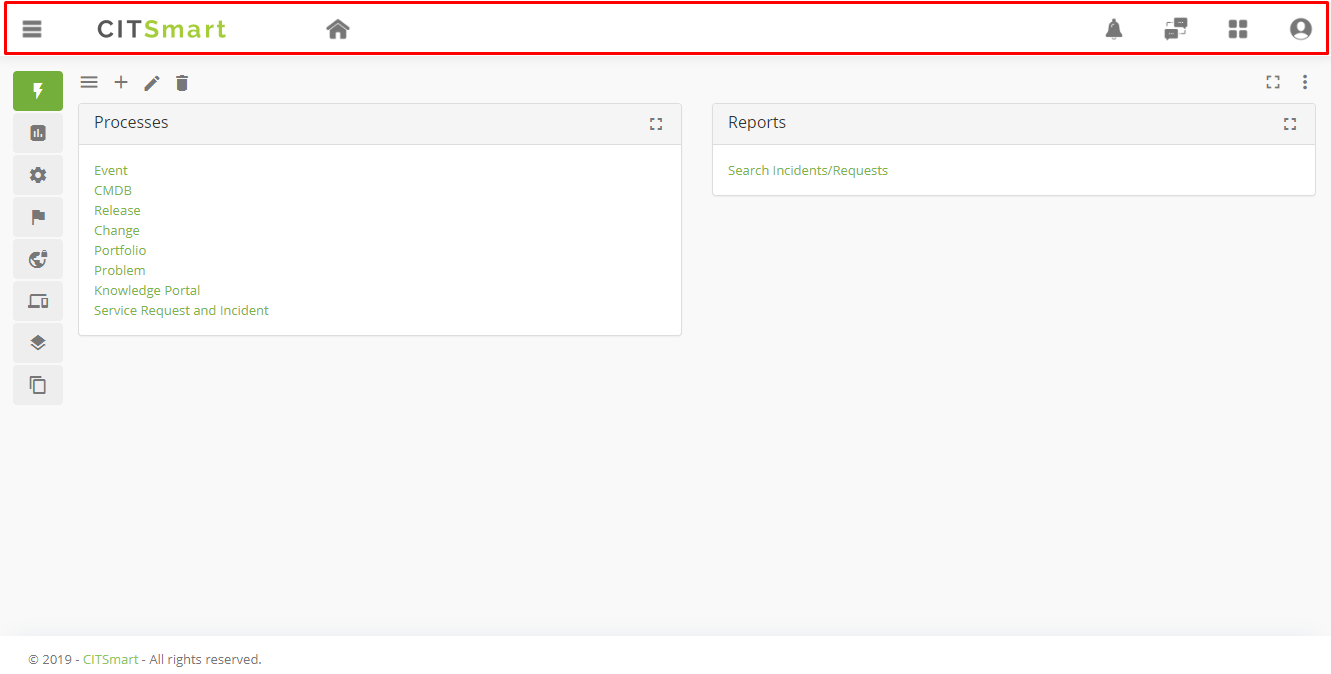 CITSmart
Processes
Event
CMDB
Release
Change
Portfolio
Problem
Knowledge Portal
Service Request and Incident
Reports
Search Incidents/Requests
© 2019 - CITSmart - All rights reserved.